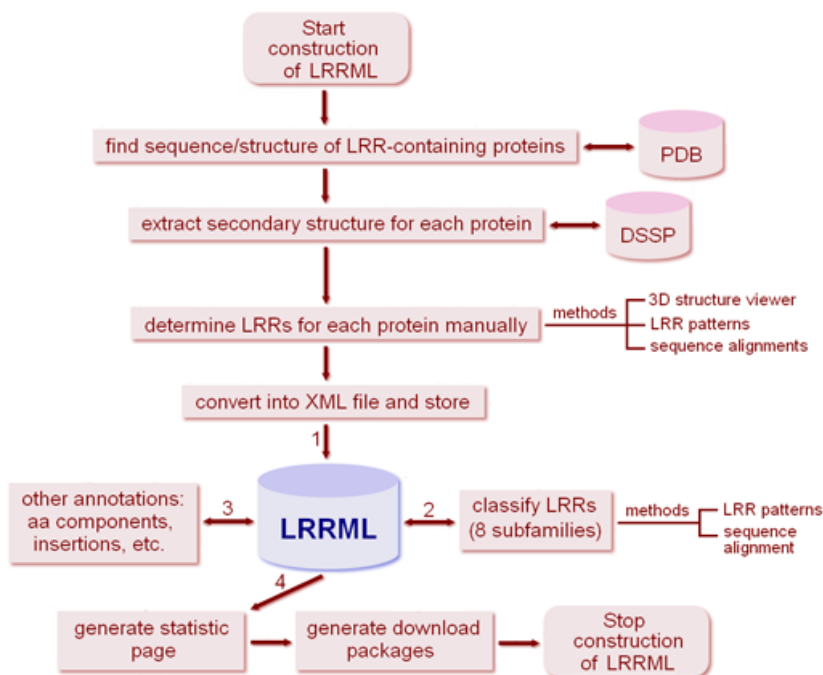 Start
construction
of LRRML
find sequence/structure of LRR-containing proteins
PDB
extract secondary structure for each protein
DSSP
determine LRRs for each protein manually
methods
3D structure viewer
LRR patterns
sequence alignments
convert into XML file and store
1
other annotations:
aa components,
insertions, etc.
3
LRRML
2
classify LRRs
(8 subfamilies)
methods
LRR patterns
sequence
alignment
4
generate statistic
page
generate download
packages
Stop
construction
of LRRML